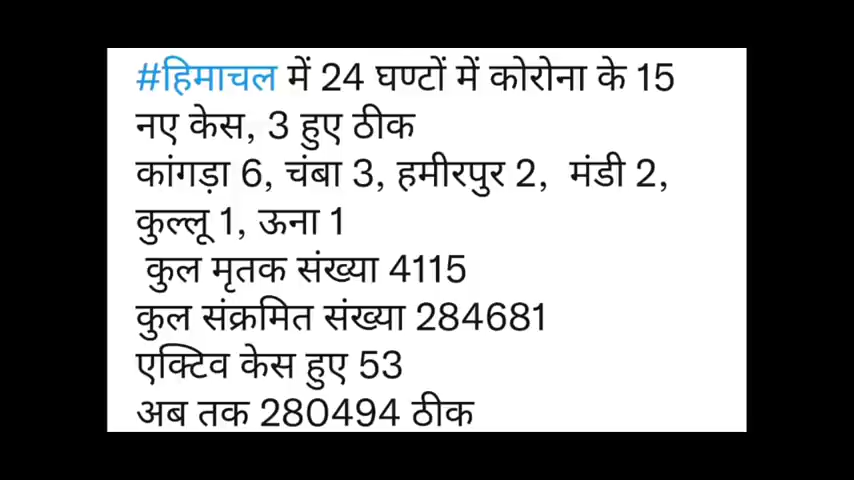 #हिमाचल में 24 घण्टों में कोरोना के 15
नए केस, 3 हुए ठीक
कांगड़ा 6, चंबा 3, हमीरपुर 2, मंडी 2,
कुल्लू 1, ऊना 1
कुल मृतक संख्या 4115
कुल संक्रमित संख्या 284681
एक्टिव केस हुए 53
अब तक 280494 ठीक